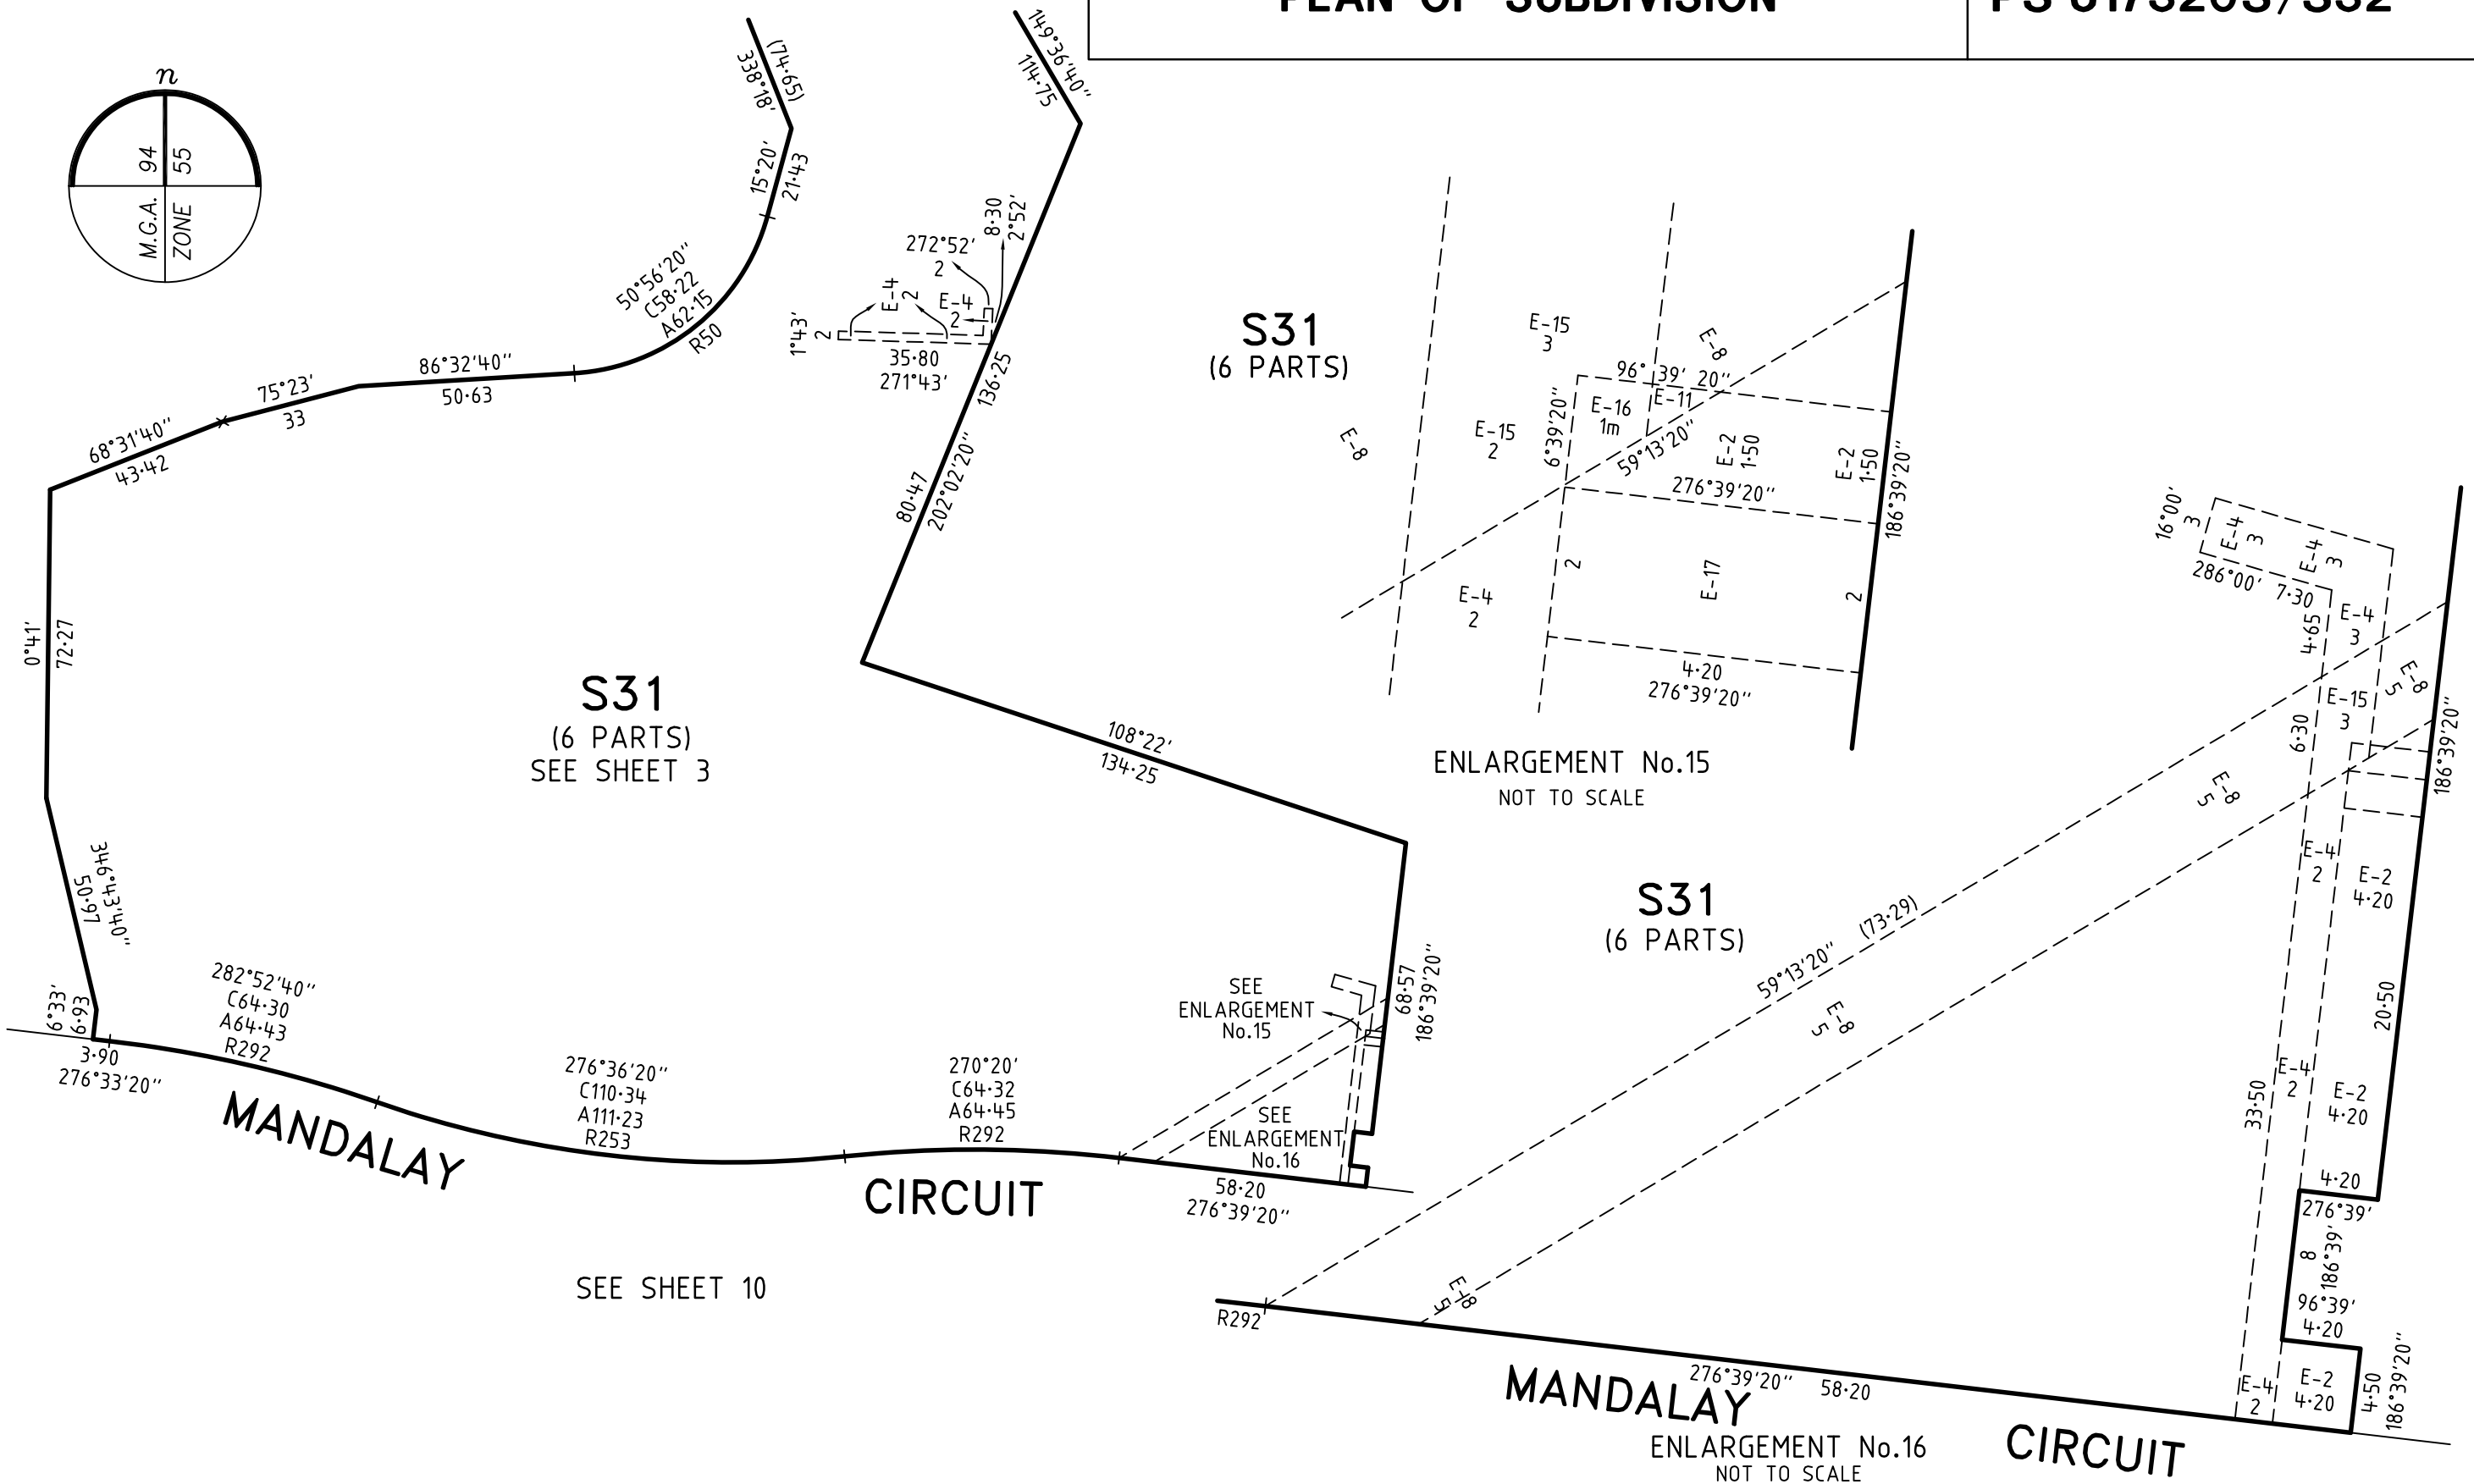 PLAN OF SUBDIVISION
n
M.G.A. 94
ZONE 55
(74·65)
338°18'
149°36'40"
114·75
15°20'
21·43
50°56'20"
C58·22
A62·15
R50
86°32'40"
50·63
75°23'
33
68°31'40"
43·42
0°41'
72·27
346°43'40"
50·97
6°33'
6·93
3·90
276°33'20"
282°52'40"
C64·30
A64·43
R292
276°36'20"
C110·34
A111·23
R253
270°20'
C64·32
A64·45
R292
58·20
276°39'20"
MANDALAY
CIRCUIT
SEE SHEET 10
S31
(6 PARTS)
SEE SHEET 3
272°52'
2
8·30
2°52'
E-4
2
E-4
2
1°43'
2
35·80
271°43'
136·25
80·47
202°02'20"
108°22'
134·25
68·57
186°39'20"
SEE
ENLARGEMENT
No.15
SEE
ENLARGEMENT
No.16
S31
(6 PARTS)
E-15
3
E-8
96°39'20"
E-16
1m
E-11
6°39'20"
59°13'20"
E-15
2
E-8
E-2
1·50
E-2
1·50
276°39'20"
186°39'20"
2
E-17
2
E-4
2
4·20
276°39'20"
ENLARGEMENT No.15
NOT TO SCALE
S31
(6 PARTS)
16°00'
3
E-4
3
E-4
3
286°00' 7·30
4·65
E-4
3
E-8
5
6·30
E-15
3
186°39'20"
E-8
5
E-4
2
E-2
4·20
59°13'20" (73·29)
E-8
5
20·50
33·50
E-4
2
E-2
4·20
4·20
276°39'
8
186°39'
96°39'
4·20
E-8
5
R292
276°39'20" 58·20
E-4
2
E-2
4·20
4·50
186°39'20"
MANDALAY
CIRCUIT
ENLARGEMENT No.16
NOT TO SCALE